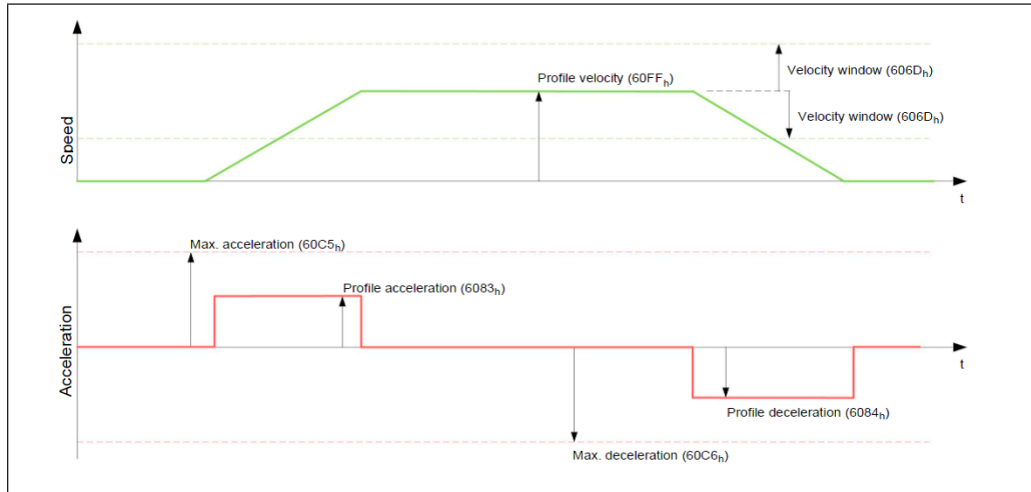 Speed
Profile velocity (60FFh)
Velocity window (606Dh)
Velocity window (606Dh)
t
Acceleration
Max. acceleration (60C5h)
Profile acceleration (6083h)
t
Profile deceleration (6084h)
Max. deceleration (60C6h)